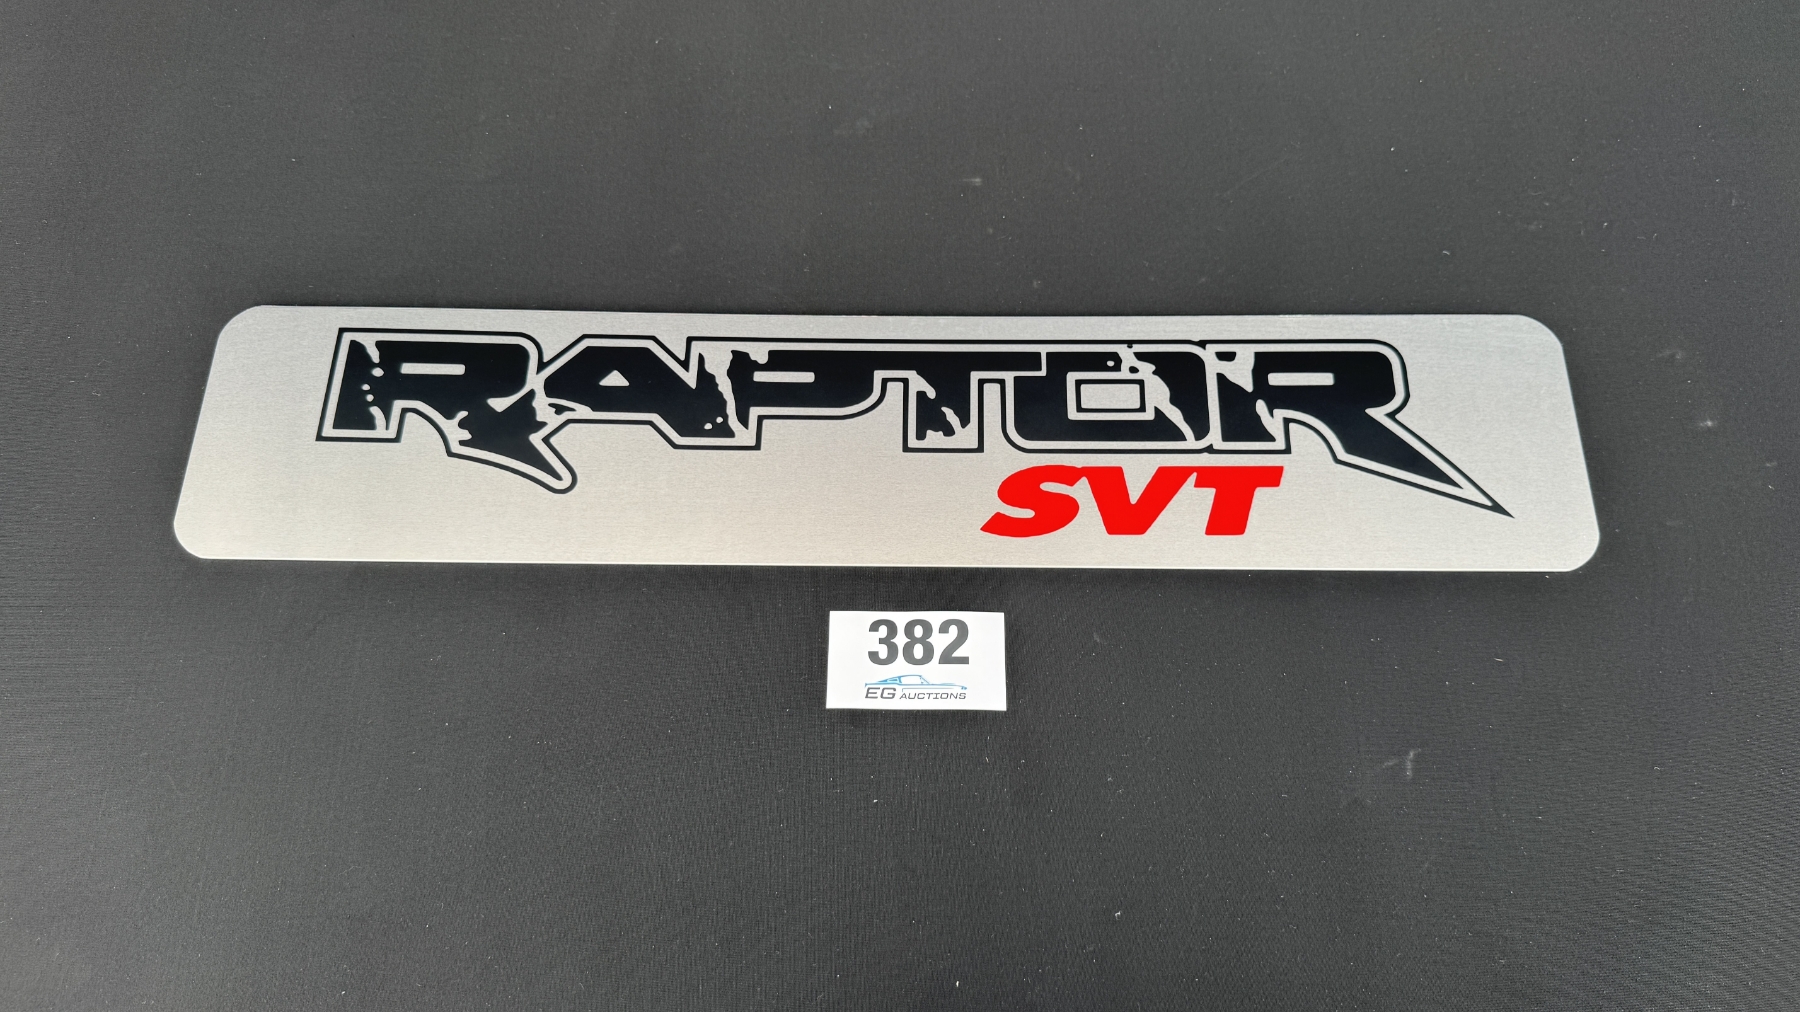 RAPTOR
SVT
382
EG AUCTIONS